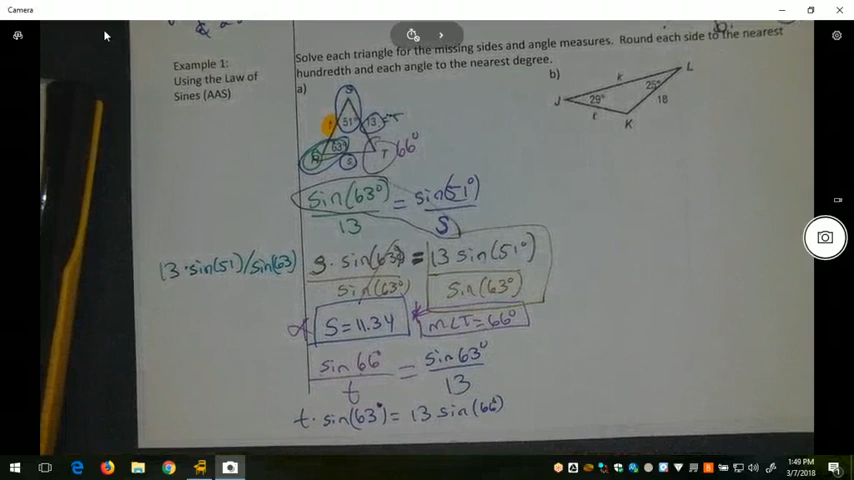 Camera
Solve each triangle for the missing sides and angle measures. Round each side to the nearest
hundredth and each angle to the nearest degree.
Example 1:
Using the Law of
Sines (AAS)
a)
S
51°
13
63°
S
T
66°
b)
J
29°
k
25°
L
18
K
sin(63°)/13 = sin(51°)/S
13·sin(51)/sin(63)
S·sin(63°)/sin(63°) = 13 sin(51°)/sin(63°)
S=11.34
m∠T=66°
sin 66°/t = sin 63°/13
t·sin(63°) = 13 sin(66°)
1:49 PM
3/7/2018